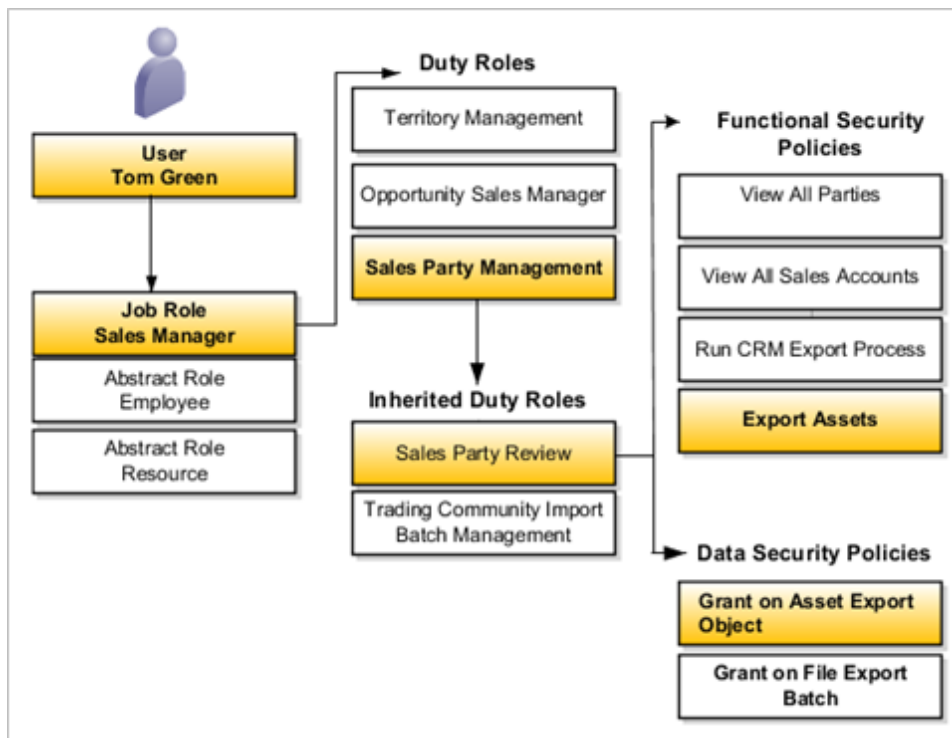 User
Tom Green
Job Role
Sales Manager
Abstract Role
Employee
Abstract Role
Resource
Duty Roles
Territory Management
Opportunity Sales Manager
Sales Party Management
Inherited Duty Roles
Sales Party Review
Trading Community Import
Batch Management
Functional Security
Policies
View All Parties
View All Sales Accounts
Run CRM Export Process
Export Assets
Data Security Policies
Grant on Asset Export
Object
Grant on File Export
Batch